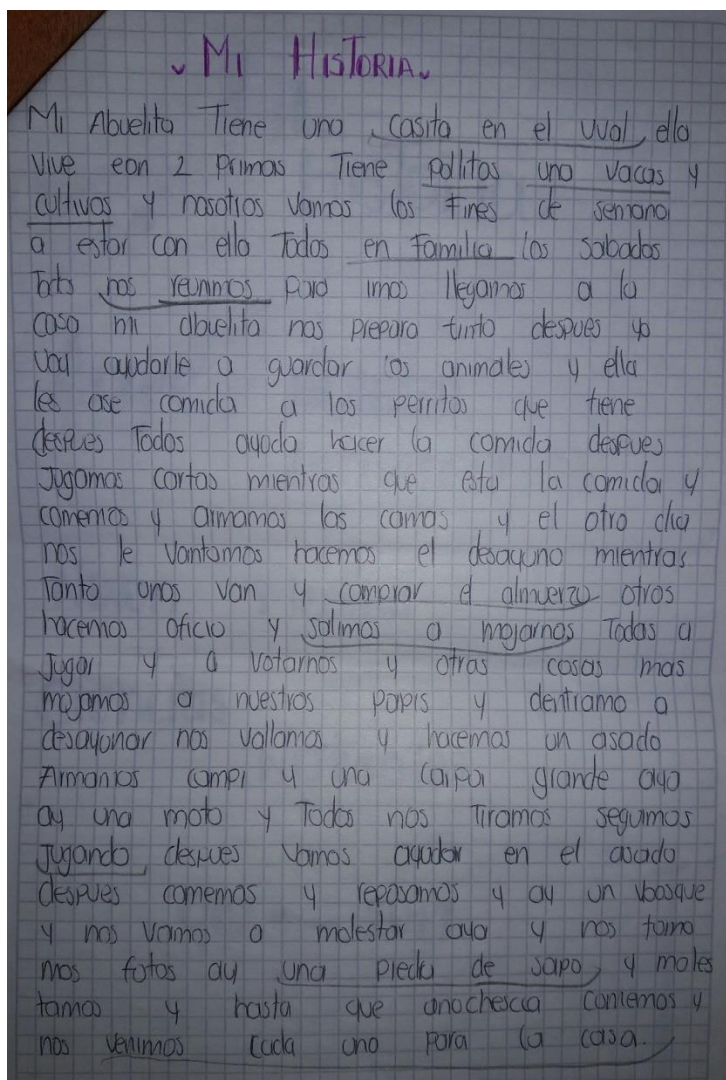 Mi Historia
Mi Abuelita Tiene una casita en el uval, ella
vive con 2 Primas Tiene pollitos una vacas y
cultivos y nosotros vamos los fines de semana
a estar con ella Todos en familia los sabados
nos reunimos para irnos llegamos a la
casa mi abuelita nos prepara tinto despues yo
voy ayudarle a guardar los animales y ella
les ase comida a los perritos que tiene
despues Todos ayuda hacer la comida despues
Jugamos cartas mientras que esta la comida y
comemos y armamos las camas y el otro dia
nos le vantamos hacemos el desayuno mientras
Tanto unos van y comprar el almuerzo otros
hacemos oficio y salimos a mojarnos Todas a
Jugar y a votarnos y otras cosas mas
mojamos a nuestros papis y dentramo a
desayunar nos vallamos y hacemos un asado
Armamos y una carpa grande aya
ay una moto y Todos nos Tiramos seguimos
Jugando, despues vamos ayudar en el asado
despues comemos y reposamos y ay un vbosque
y nos vamos a molestar aya y nos toma
mos fotos ay una piedra de sapo, y moles
tamos y hasta que anochescia comemos y
nos venimos cada uno para la casa.